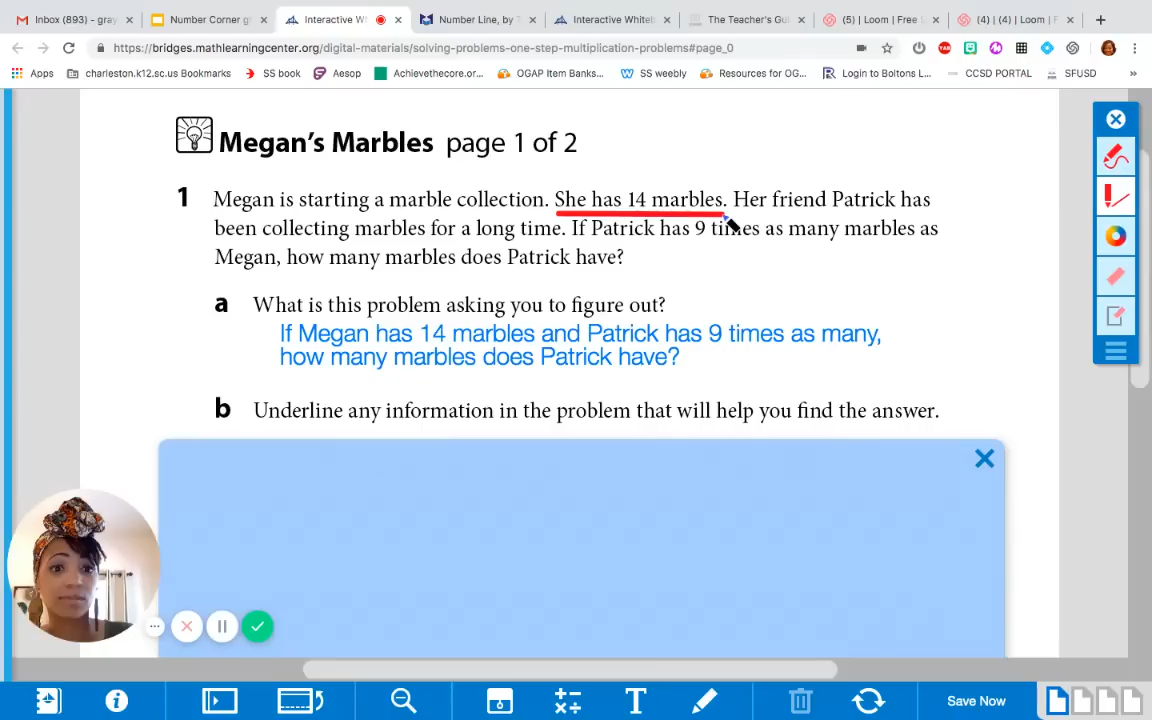 Inbox (893) - gray
Number Corner g
Interactive W
Number Line, by T
Interactive White
The Teacher's Gu
(5) | Loom | Free
(4) | (4) | Loom | F
https://bridges.mathlearningcenter.org/digital-materials/solving-problems-one-step-multiplication-problems#page_0
Apps
charleston.k12.sc.us Bookmarks
SS book
Aesop
Achievethecore.or...
OGAP Item Banks...
SS weekly
Resources for OG...
Login to Boltons L...
CCSD PORTAL
SFUSD
Megan's Marbles page 1 of 2
1 Megan is starting a marble collection. She has 14 marbles. Her friend Patrick has
been collecting marbles for a long time. If Patrick has 9 times as many marbles as
Megan, how many marbles does Patrick have?
a What is this problem asking you to figure out?
If Megan has 14 marbles and Patrick has 9 times as many,
how many marbles does Patrick have?
b Underline any information in the problem that will help you find the answer.
Save Now